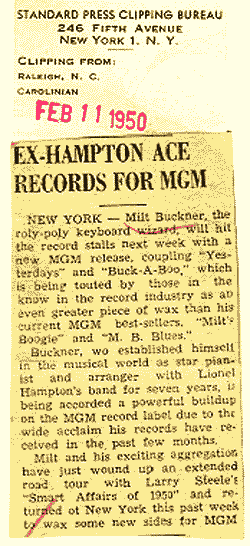 STANDARD PRESS CLIPPING BUREAU
246 FIFTH AVENUE
NEW YORK 1, N. Y.
CLIPPING FROM:
RALEIGH, N. C.
CAROLINIAN
FEB 11 1950
EX-HAMPTON ACE
RECORDS FOR MGM
NEW YORK — Milt Buckner, the
roly-poly keyboard wizard, will hit
the record stalls next week with a
new MGM release, coupling "Yes-
terdays" and "Buck-A-Boo," which
is being touted by those in the
know in the record industry as an
even greater piece of wax than his
current MGM best-sellers, "Milt's
Boogie" and "M. B. Blues."
Buckner, wo established himself
in the musical world as star pian-
ist and arranger with Lionel
Hampton's band for seven years, is
being accorded a powerful buildup
on the MGM record label due to the
wide acclaim his records have re-
ceived in the past few months.
Milt and his exciting aggregation
have just wound up an extended
road tour with Larry Steele's
"Smart Affairs of 1950" and re-
turned ot New York this past week
to wax some new sides for MGM